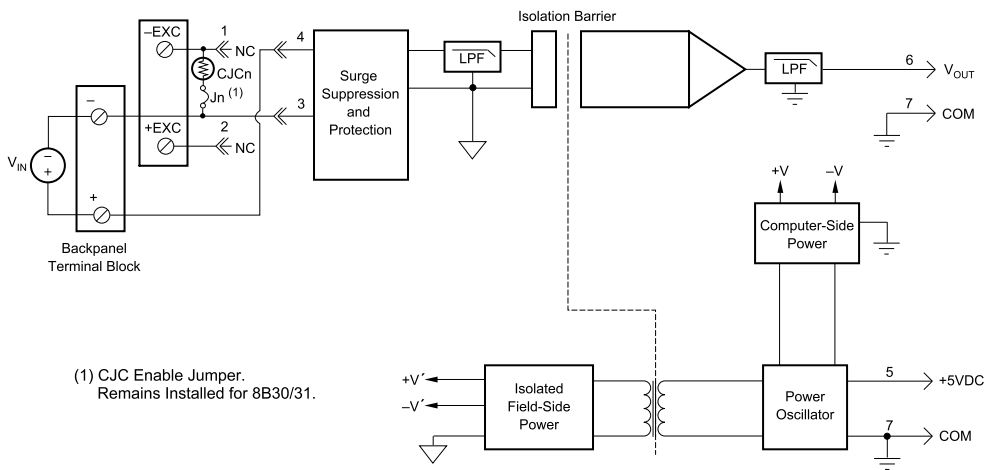 Isolation Barrier
–EXC
1
NC
4
CJCn
Jn (1)
3
+EXC
2
NC
–
VIN
–
+
+
Backpanel
Terminal Block
Surge
Suppression
and
Protection
LPF
LPF
6
VOUT
7
COM
+V
–V
Computer-Side
Power
(1) CJC Enable Jumper.
Remains Installed for 8B30/31.
+V´
–V´
Isolated
Field-Side
Power
Power
Oscillator
5
+5VDC
7
COM